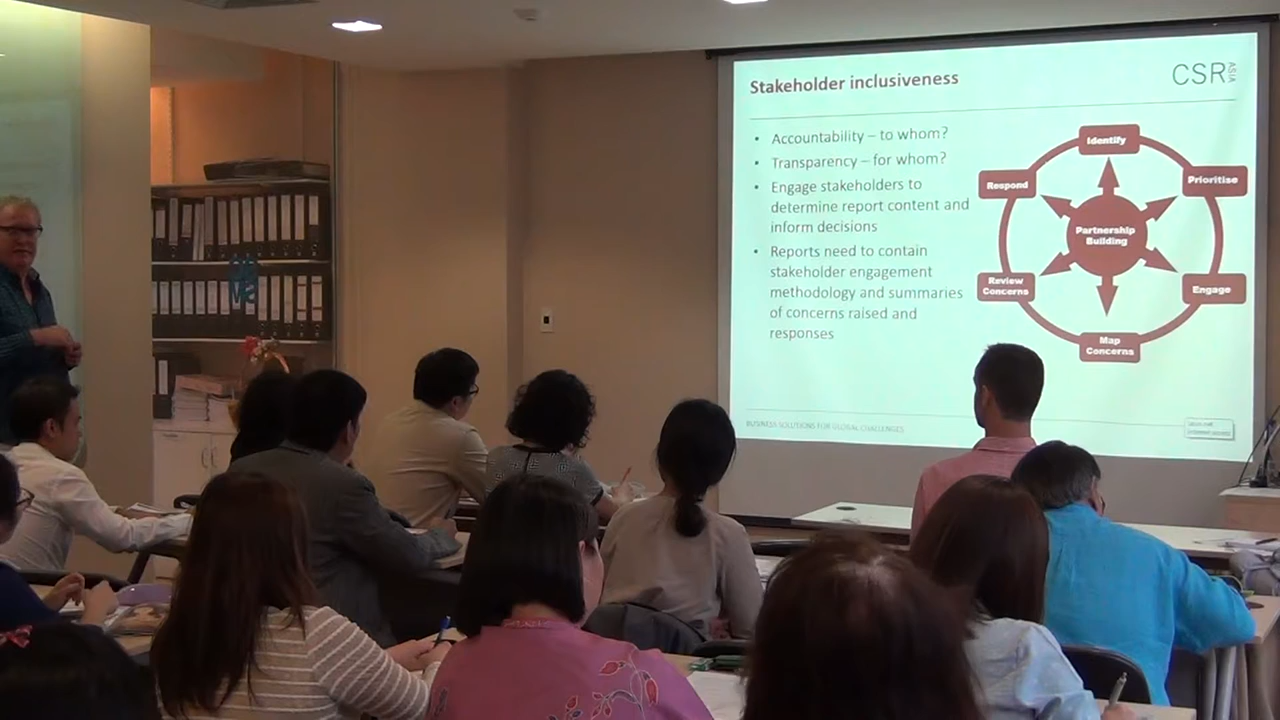 Stakeholder inclusiveness
CSR ASIA
• Accountability – to whom?
• Transparency – for whom?
• Engage stakeholders to
determine report content and
inform decisions
• Reports need to contain
stakeholder engagement
methodology and summaries
of concerns raised and
responses
Identify
Prioritise
Engage
Map
Concerns
Review
Concerns
Respond
Partnership
Building
BUSINESS SOLUTIONS FOR GLOBAL CHALLENGES